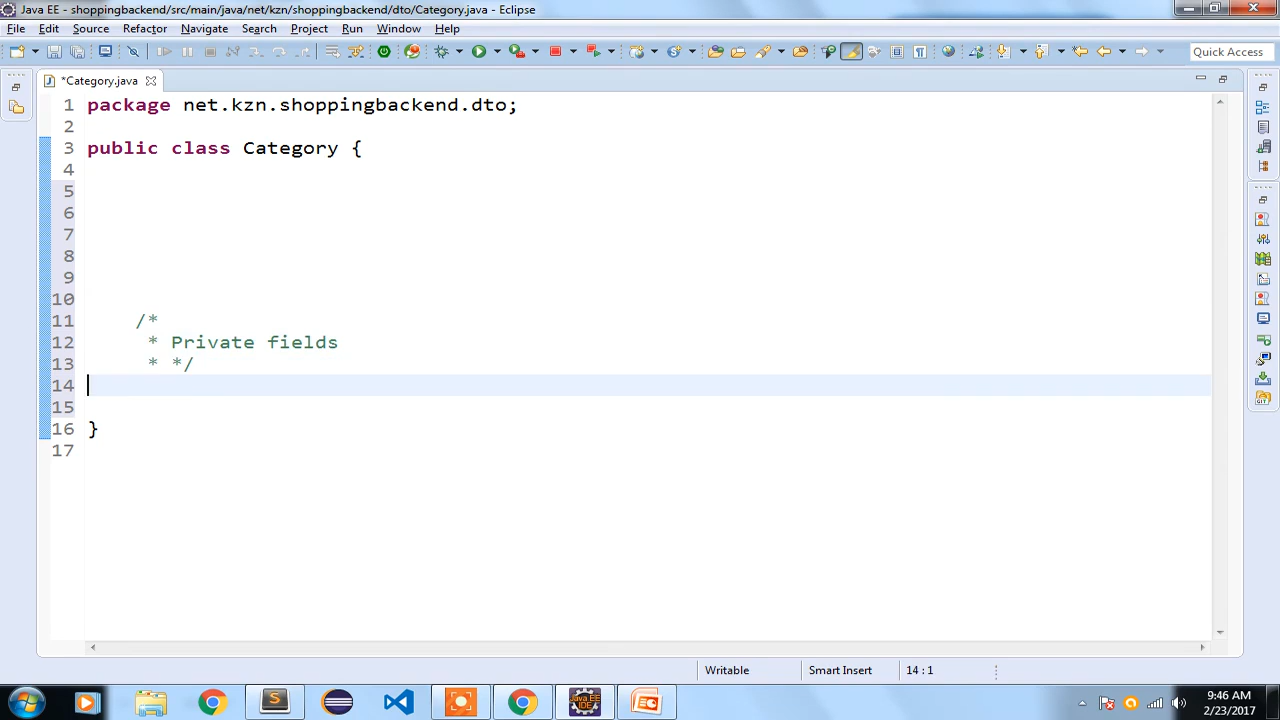 Java EE - shoppingbackend/src/main/java/net/kzn/shoppingbackend/dto/Category.java - Eclipse
File Edit Source Refactor Navigate Search Project Run Window Help
Quick Access
*Category.java
1 package net.kzn.shoppingbackend.dto;
2
3 public class Category {
4
5
6
7
8
9
10
11 /*
12 * Private fields
13 * */
14
15
16 }
17
Writable Smart Insert 14 : 1
9:46 AM
2/23/2017